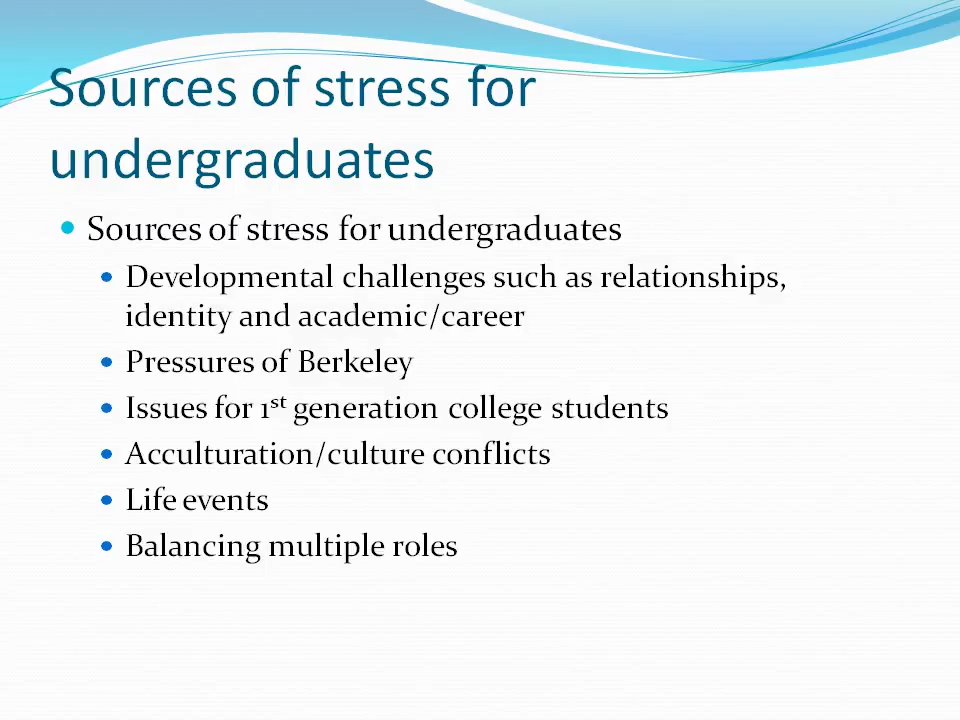 Sources of stress for
undergraduates
Sources of stress for undergraduates
Developmental challenges such as relationships,
identity and academic/career
Pressures of Berkeley
Issues for 1st generation college students
Acculturation/culture conflicts
Life events
Balancing multiple roles